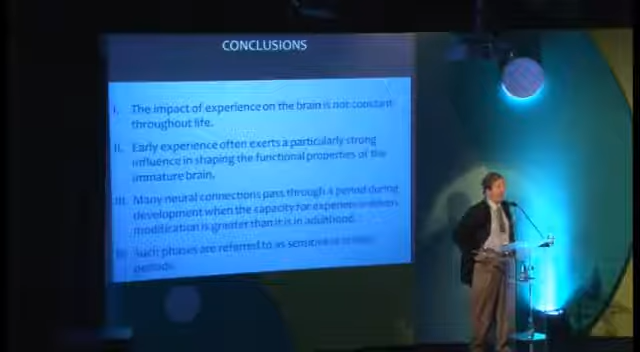 CONCLUSIONS
I. The impact of experience on the brain is not constant
throughout life.
II. Early experience often exerts a particularly strong
influence in shaping the functional properties of the
immature brain.
III. Many neural connections pass through a period during
development when the capacity for experience
modification is greater than it is in adulthood.
Such phases are referred to as sensitive
periods.